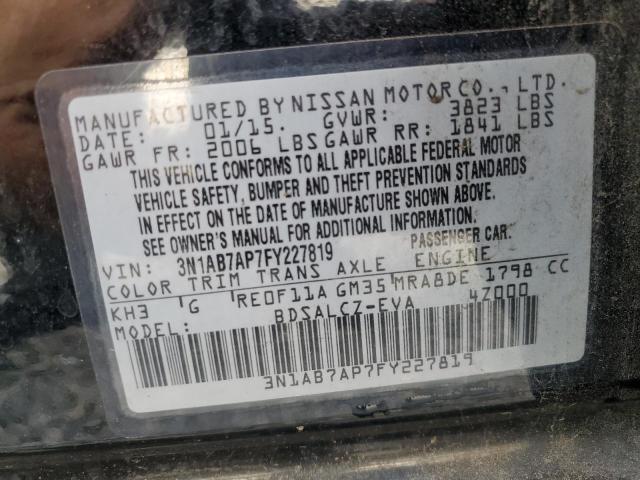 MANUFACTURED BY NISSAN MOTOR CO., LTD.
DATE: 01/15. GVWR: 3823 LBS
GAWR FR: 2006 LBS GAWR RR: 1841 LBS
THIS VEHICLE CONFORMS TO ALL APPLICABLE FEDERAL MOTOR
VEHICLE SAFETY, BUMPER AND THEFT PREVENTION STANDARDS
IN EFFECT ON THE DATE OF MANUFACTURE SHOWN ABOVE.
SEE OWNER'S MANUAL FOR ADDITIONAL INFORMATION.
VIN: 3N1AB7AP7FY227819 PASSENGER CAR.
COLOR TRIM TRANS AXLE ENGINE
KH3 G RE0F11A GM35 MRA8DE 1798 CC
MODEL: BDSALCZ-EVA 4Z000
3N1AB7AP7FY227819